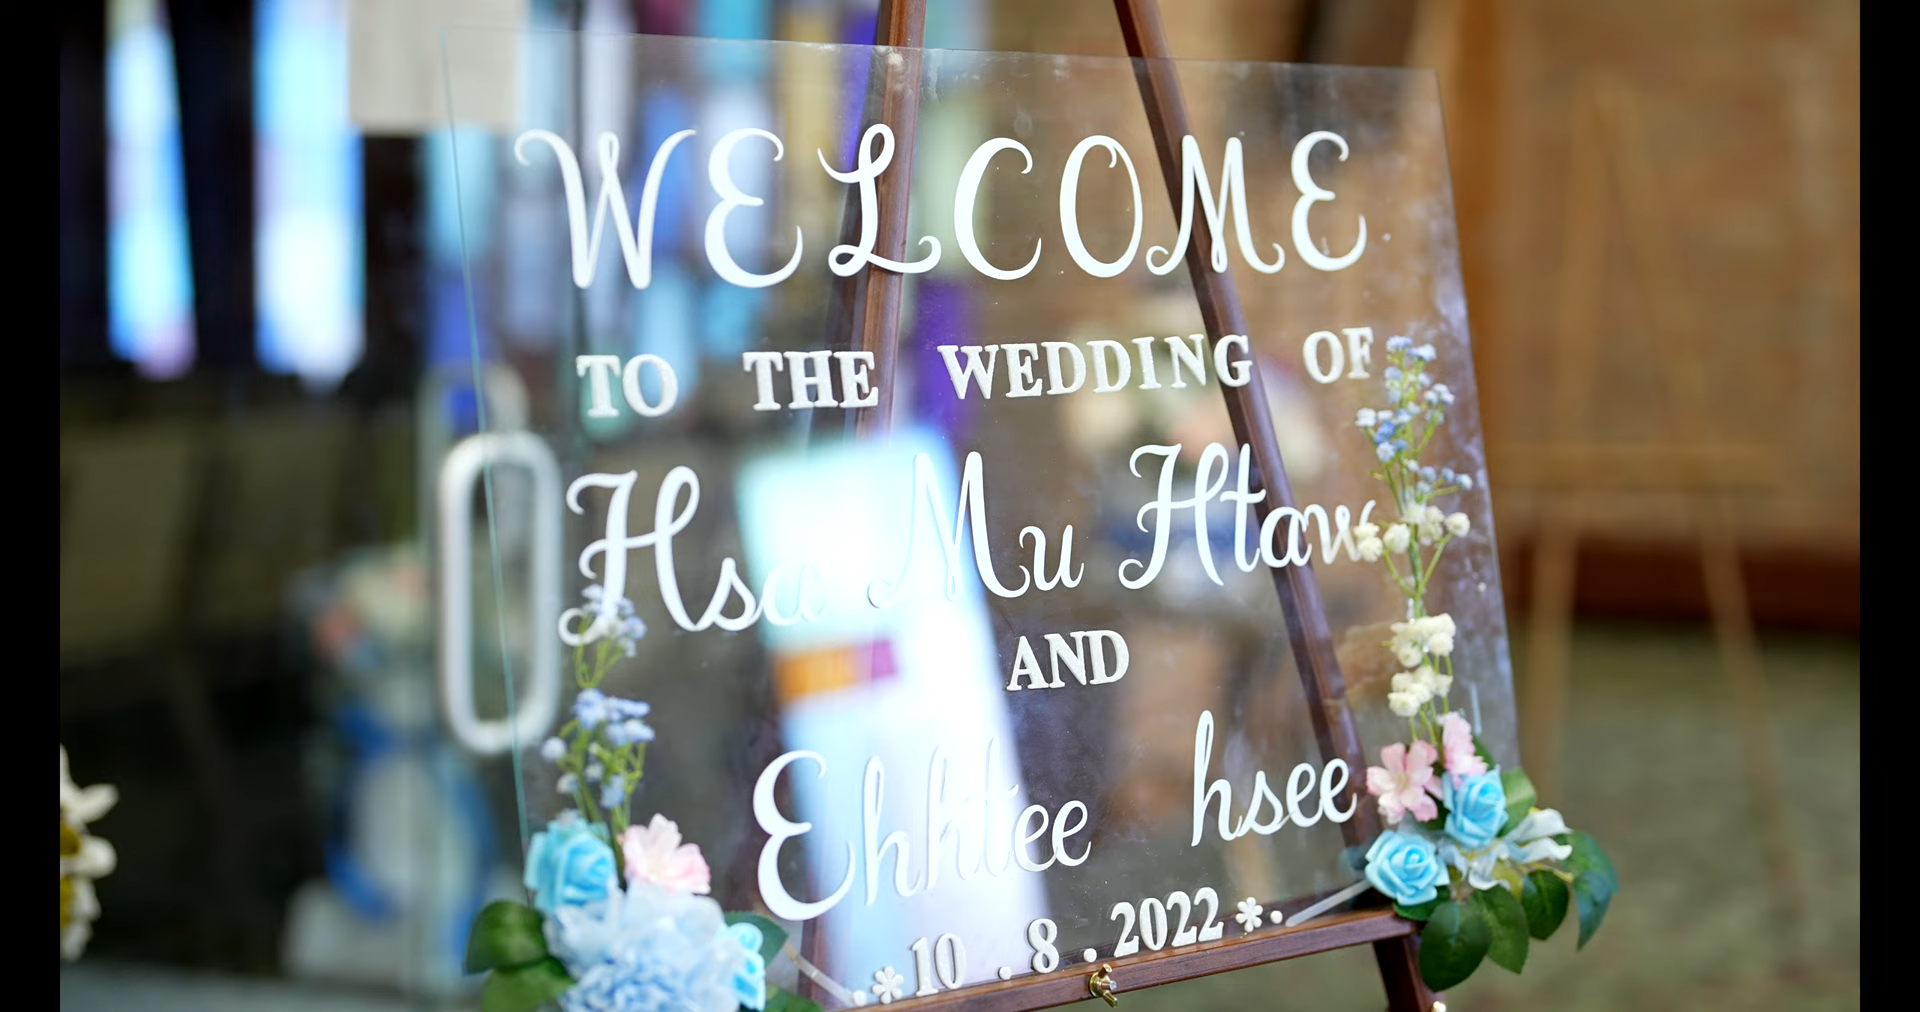 WELCOME
TO THE WEDDING OF
Hsa Mu Htaw
AND
Ehhtee hsee
*10.8.2022*